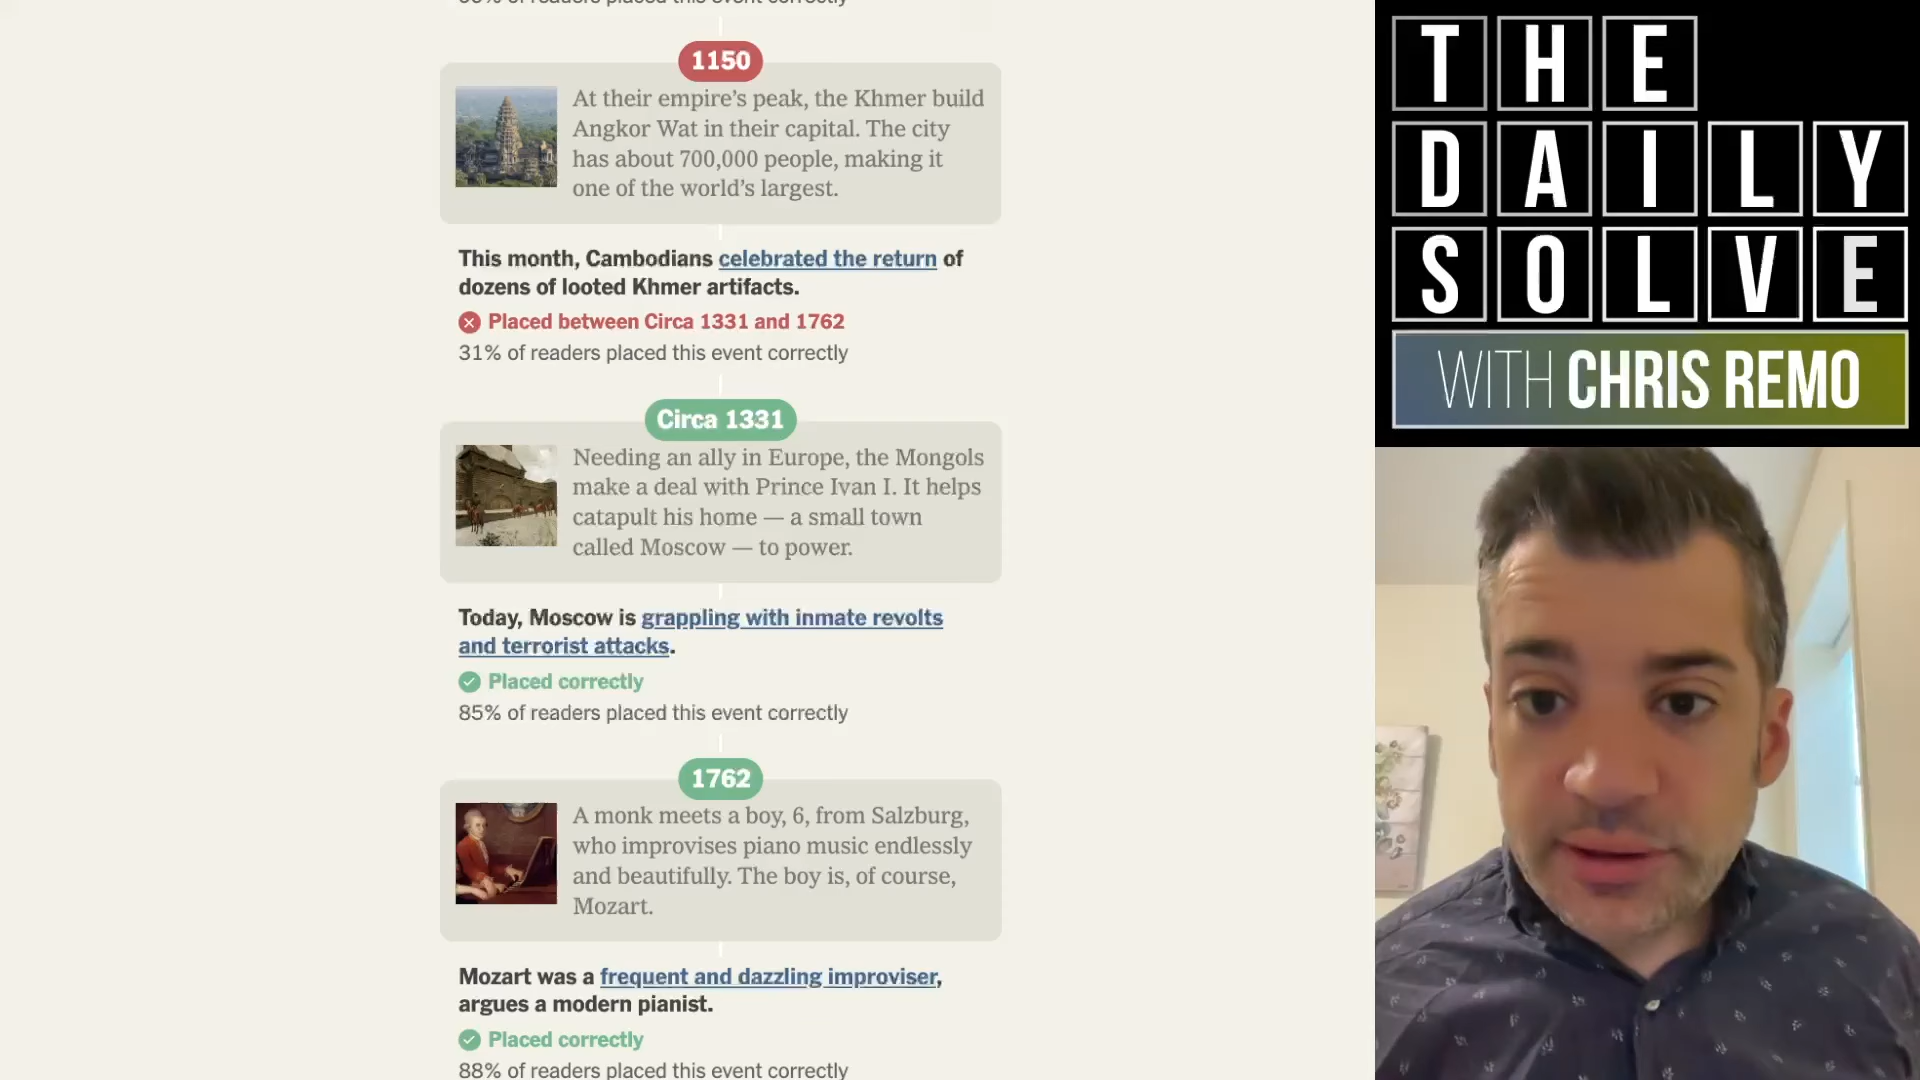 30% of readers placed this event correctly
1150
At their empire's peak, the Khmer build
Angkor Wat in their capital. The city
has about 700,000 people, making it
one of the world's largest.
This month, Cambodians celebrated the return of
dozens of looted Khmer artifacts.
Placed between Circa 1331 and 1762
31% of readers placed this event correctly
Circa 1331
Needing an ally in Europe, the Mongols
make a deal with Prince Ivan I. It helps
catapult his home — a small town
called Moscow — to power.
Today, Moscow is grappling with inmate revolts
and terrorist attacks.
Placed correctly
85% of readers placed this event correctly
1762
A monk meets a boy, 6, from Salzburg,
who improvises piano music endlessly
and beautifully. The boy is, of course,
Mozart.
Mozart was a frequent and dazzling improviser,
argues a modern pianist.
Placed correctly
88% of readers placed this event correctly
THE
DAILY
SOLVE
WITH CHRIS REMO